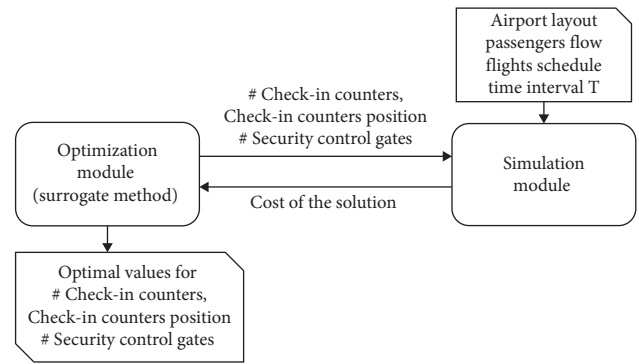 Airport layout
passengers flow
flights schedule
time interval T
# Check-in counters,
Check-in counters position
# Security control gates
Optimization
module
(surrogate method)
Simulation
module
Cost of the solution
Optimal values for
# Check-in counters,
Check-in counters position
# Security control gates